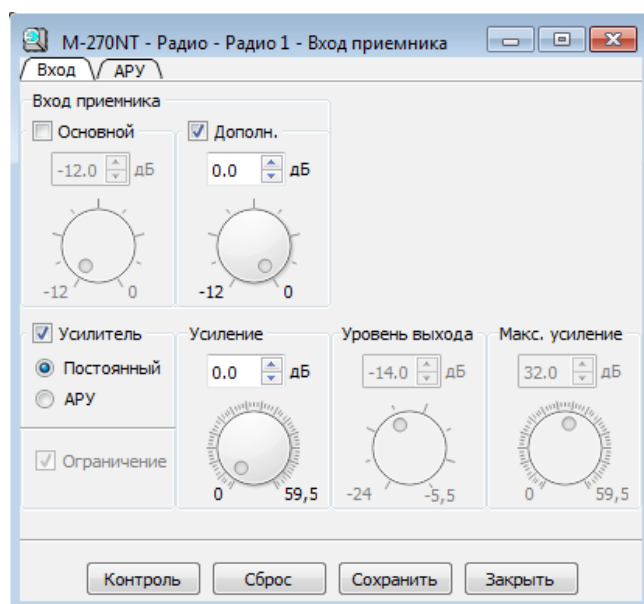 M-270NT - Радио - Радио 1 - Вход приемника
Вход АРУ
Вход приемника
Основной Дополн.
-12.0 дБ 0.0 дБ
-12 0 -12 0
Усилитель Усиление Уровень выхода Макс. усиление
Постоянный 0.0 дБ -14.0 дБ 32.0 дБ
АРУ
Ограничение
0 59,5 -24 -5,5 0 59,5
Контроль Сброс Сохранить Закрыть